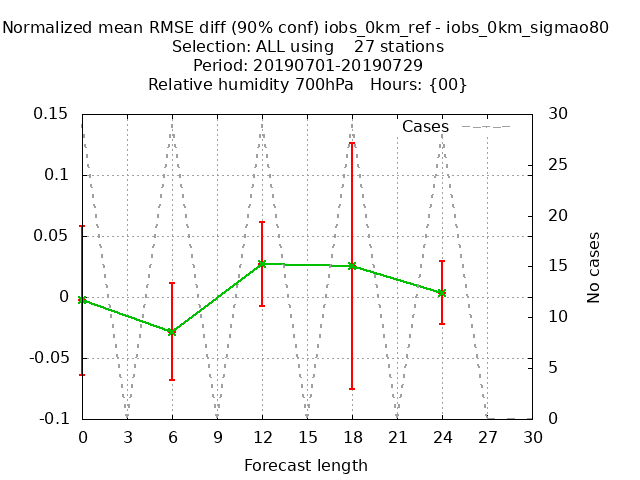 Normalized mean RMSE diff (90% conf) iobs_0km_ref - iobs_0km_sigmao80
Selection: ALL using    27 stations
Period: 20190701-20190729
Relative humidity 700hPa   Hours: {00}
0.15
0.1
0.05
0
-0.05
-0.1
30
25
20
15
10
5
0
Cases
No cases
0 3 6 9 12 15 18 21 24 27 30
Forecast length